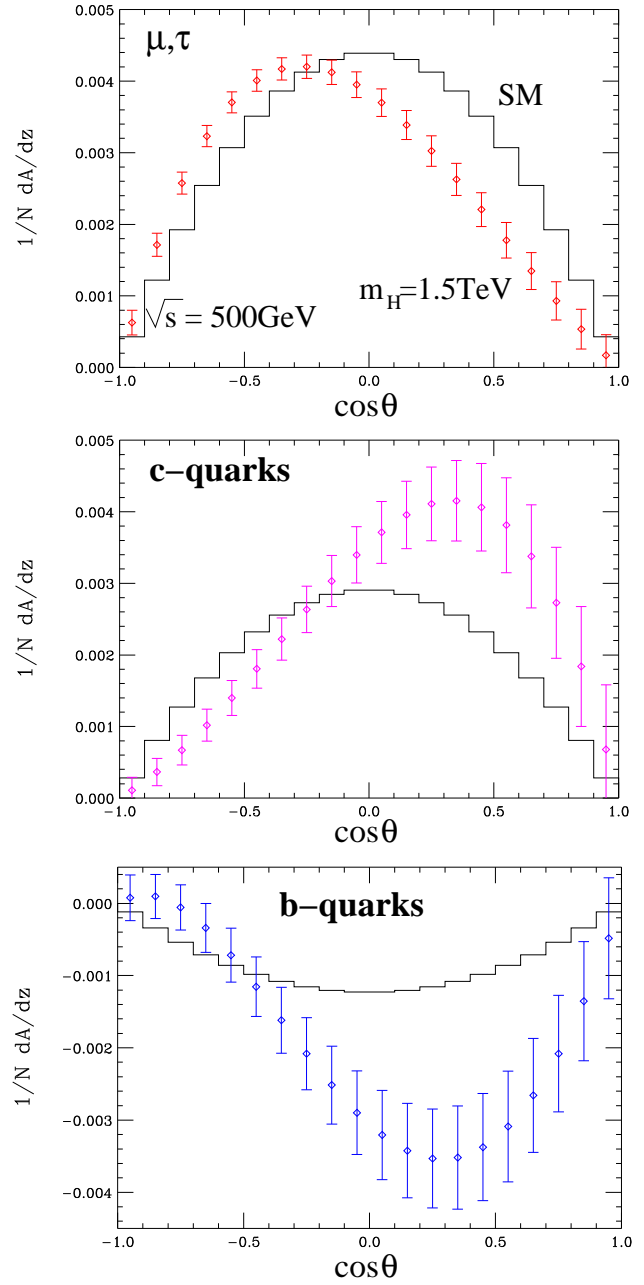 0.005
μ,τ
0.004
SM
0.003
1/N dA/dz
0.002
0.001
√s = 500GeV
m_H=1.5TeV
0.000
−1.0 −0.5 0.0 0.5 1.0
cosθ
0.005
c−quarks
0.004
0.003
1/N dA/dz
0.002
0.001
0.000
−1.0 −0.5 0.0 0.5 1.0
cosθ
0.000
b−quarks
−0.001
1/N dA/dz
−0.002
−0.003
−0.004
−1.0 −0.5 0.0 0.5 1.0
cosθ